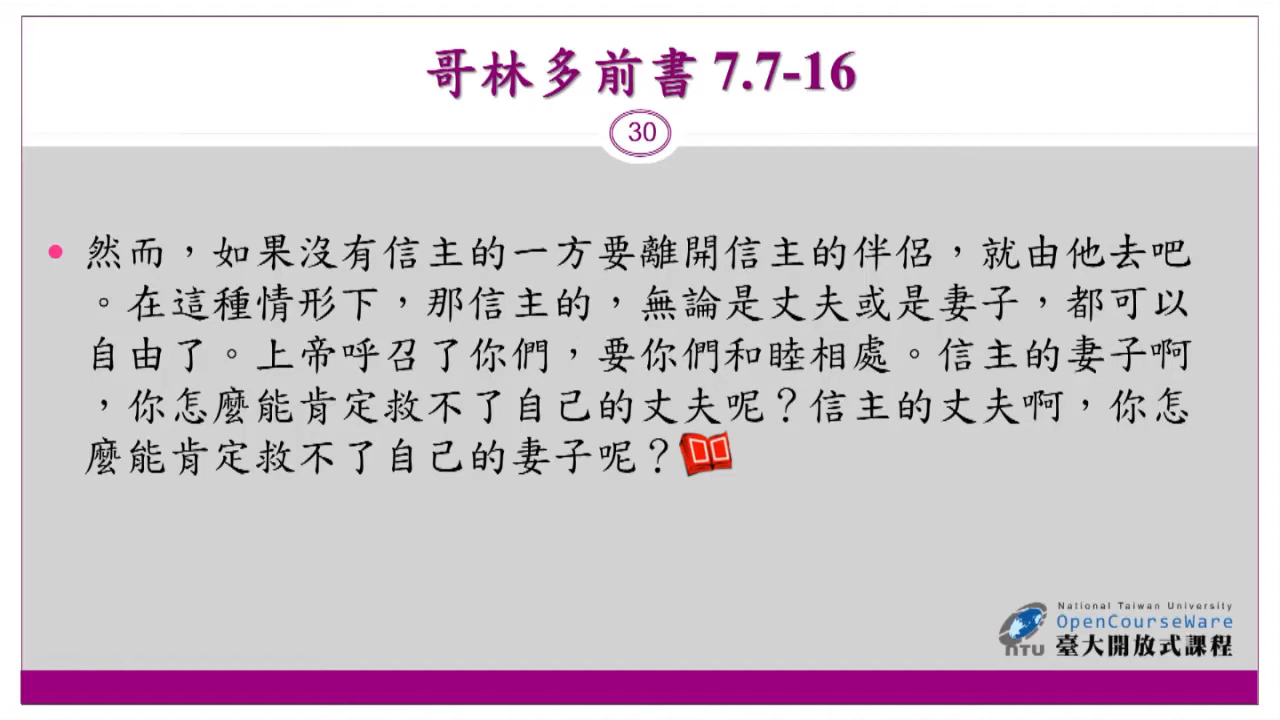 哥林多前書 7.7-16
30
• 然而，如果沒有信主的一方要離開信主的伴侶，就由他去吧
。在這種情形下，那信主的，無論是丈夫或是妻子，都可以
自由了。上帝呼召了你們，要你們和睦相處。信主的妻子啊
，你怎麼能肯定救不了自己的丈夫呢？信主的丈夫啊，你怎
麼能肯定救不了自己的妻子呢？
National Taiwan University
OpenCourseWare
NTU 臺大開放式課程